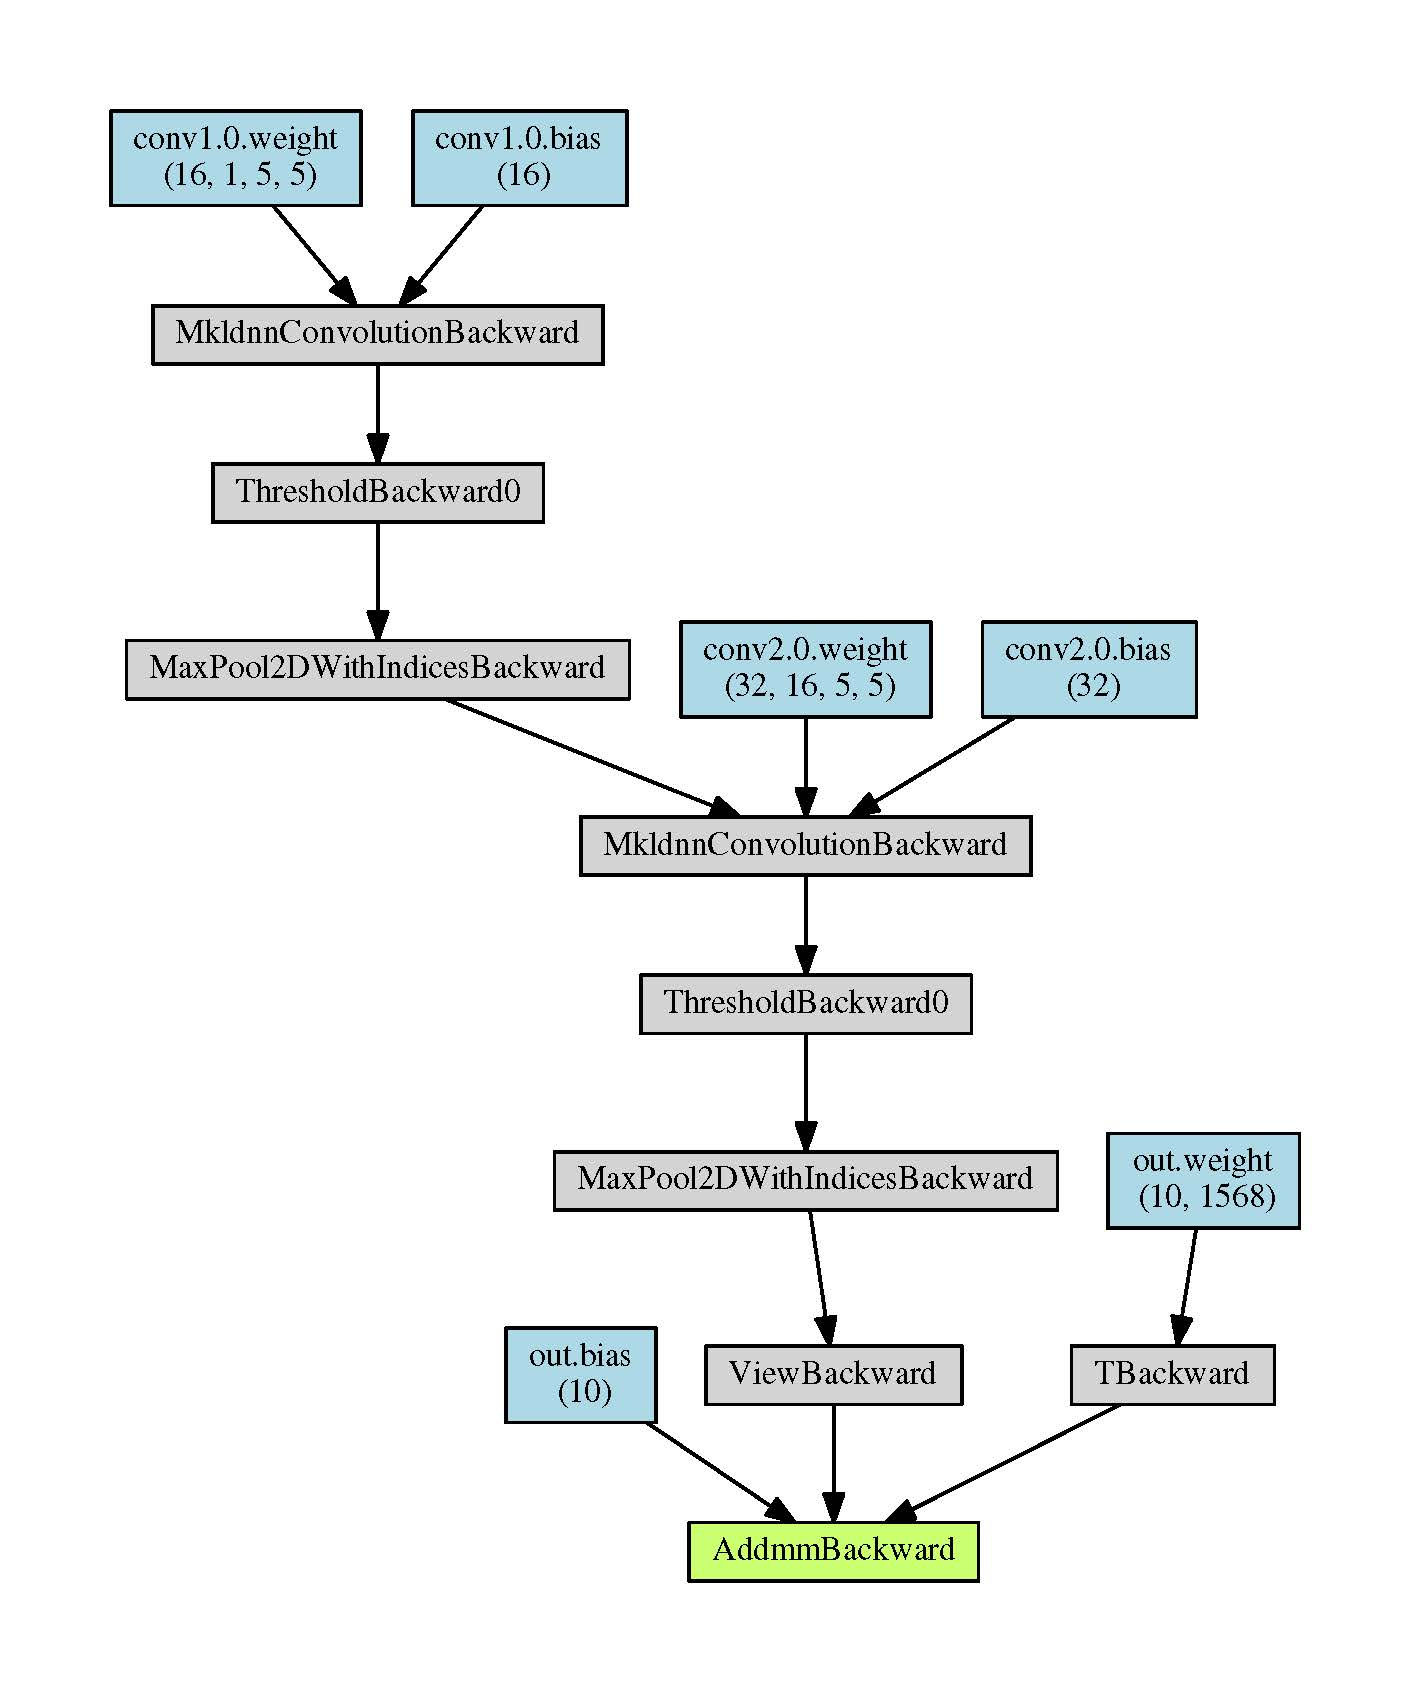 conv1.0.weight
(16, 1, 5, 5)
conv1.0.bias
(16)
MkldnnConvolutionBackward
ThresholdBackward0
MaxPool2DWithIndicesBackward
conv2.0.weight
(32, 16, 5, 5)
conv2.0.bias
(32)
MkldnnConvolutionBackward
ThresholdBackward0
MaxPool2DWithIndicesBackward
out.weight
(10, 1568)
out.bias
(10)
ViewBackward
TBackward
AddmmBackward